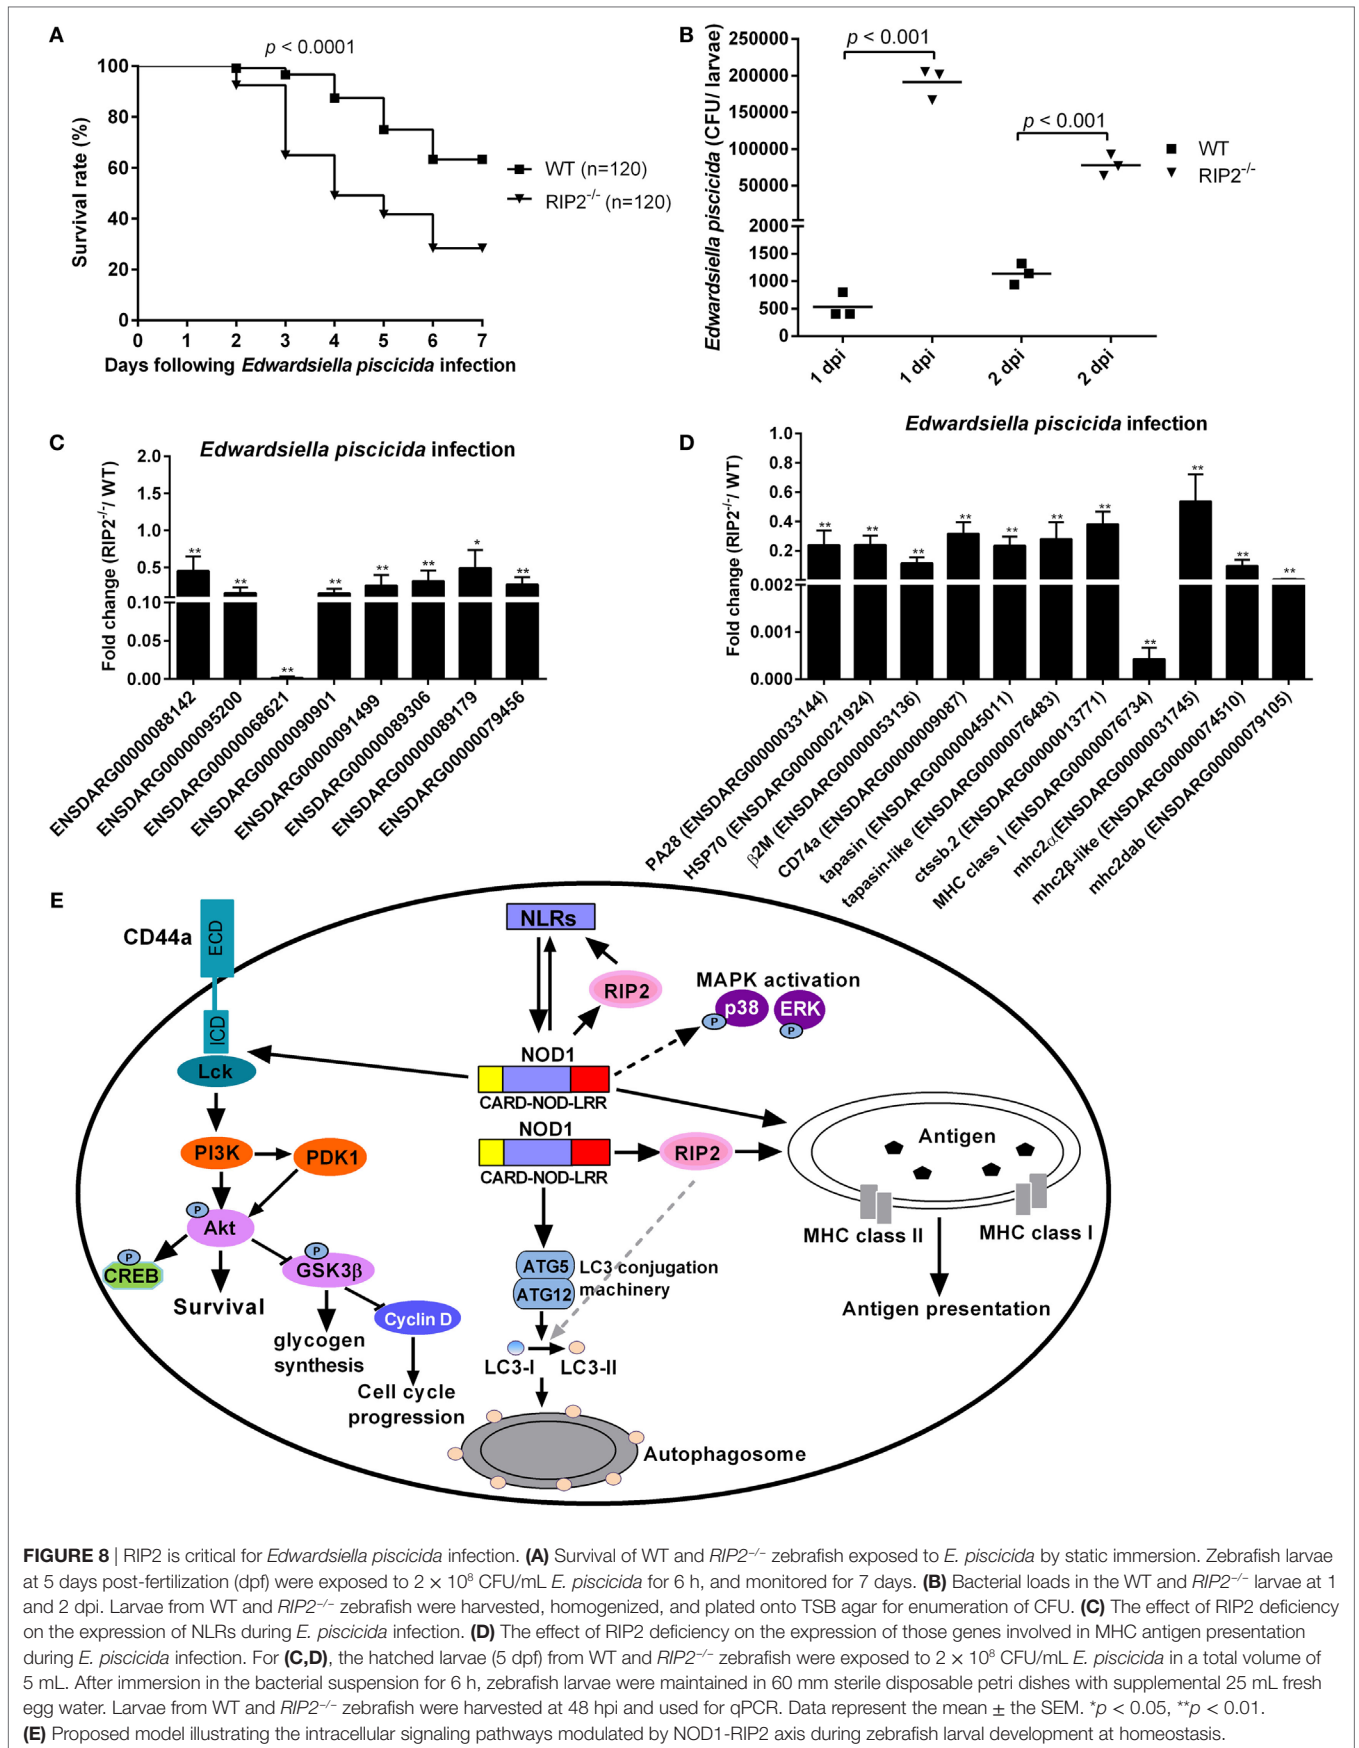 A
p < 0.0001
100
80
60
40
20
0
Survival rate (%)
0 1 2 3 4 5 6 7
Days following Edwardsiella piscicida infection
WT (n=120)
RIP2-/- (n=120)
B
p < 0.001
p < 0.001
250000
200000
150000
100000
50000
2000
1500
1000
500
0
Edwardsiella piscicida (CFU/ larvae)
1 dpi 1 dpi 2 dpi 2 dpi
WT
RIP2-/-
C
Edwardsiella piscicida infection
2.0
1.5
1.0
0.5
0.10
0.05
0.00
Fold change (RIP2-/-/ WT)
** ** ** ** ** ** * **
ENSDARG00000088142
ENSDARG00000095200
ENSDARG00000068621
ENSDARG00000090901
ENSDARG00000091499
ENSDARG00000089306
ENSDARG00000089179
ENSDARG00000079456
D
Edwardsiella piscicida infection
1.0
0.8
0.6
0.4
0.2
0.002
0.001
0.000
Fold change (RIP2-/-/ WT)
** ** ** ** ** ** ** ** ** ** **
PA28 (ENSDARG00000033144)
HSP70 (ENSDARG00000021924)
β2M (ENSDARG00000053136)
CD74a (ENSDARG00000009087)
tapasin (ENSDARG00000045011)
tapasin-like (ENSDARG00000076483)
ctssb.2 (ENSDARG00000013771)
MHC class I (ENSDARG00000076734)
mhc2α(ENSDARG00000031745)
mhc2β-like (ENSDARG00000074510)
mhc2dab (ENSDARG00000079105)
E
CD44a
ECD
ICD
Lck
PI3K
PDK1
P
Akt
P
CREB
P
GSK3β
Survival
Cyclin D
glycogen
synthesis
Cell cycle
progression
NLRs
RIP2
MAPK activation
p38
P
ERK
P
NOD1
CARD-NOD-LRR
NOD1
CARD-NOD-LRR
RIP2
ATG5
ATG12
LC3 conjugation
machinery
LC3-I
LC3-II
Autophagosome
Antigen
MHC class II
MHC class I
Antigen presentation
FIGURE 8 | RIP2 is critical for Edwardsiella piscicida infection. (A) Survival of WT and RIP2−/− zebrafish exposed to E. piscicida by static immersion. Zebrafish larvae
at 5 days post-fertilization (dpf) were exposed to 2 × 10⁸ CFU/mL E. piscicida for 6 h, and monitored for 7 days. (B) Bacterial loads in the WT and RIP2−/− larvae at 1
and 2 dpi. Larvae from WT and RIP2−/− zebrafish were harvested, homogenized, and plated onto TSB agar for enumeration of CFU. (C) The effect of RIP2 deficiency
on the expression of NLRs during E. piscicida infection. (D) The effect of RIP2 deficiency on the expression of those genes involved in MHC antigen presentation
during E. piscicida infection. For (C,D), the hatched larvae (5 dpf) from WT and RIP2−/− zebrafish were exposed to 2 × 10⁸ CFU/mL E. piscicida in a total volume of
5 mL. After immersion in the bacterial suspension for 6 h, zebrafish larvae were maintained in 60 mm sterile disposable petri dishes with supplemental 25 mL fresh
egg water. Larvae from WT and RIP2−/− zebrafish were harvested at 48 hpi and used for qPCR. Data represent the mean ± the SEM. *p < 0.05, **p < 0.01.
(E) Proposed model illustrating the intracellular signaling pathways modulated by NOD1-RIP2 axis during zebrafish larval development at homeostasis.